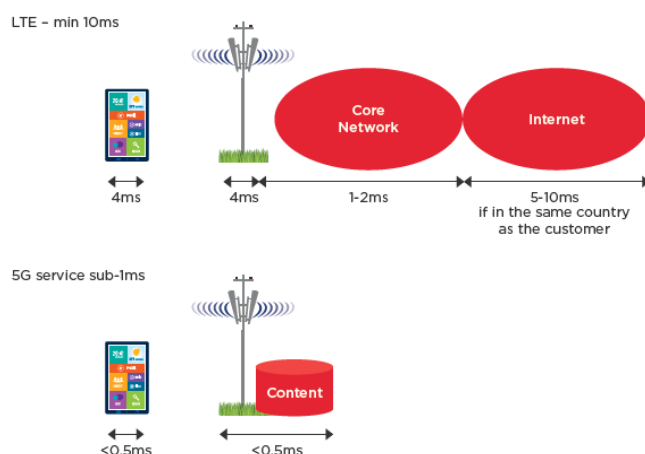 LTE – min 10ms
Core
Network
Internet
4ms
4ms
1-2ms
5-10ms
if in the same country
as the customer
5G service sub-1ms
Content
<0.5ms
<0.5ms